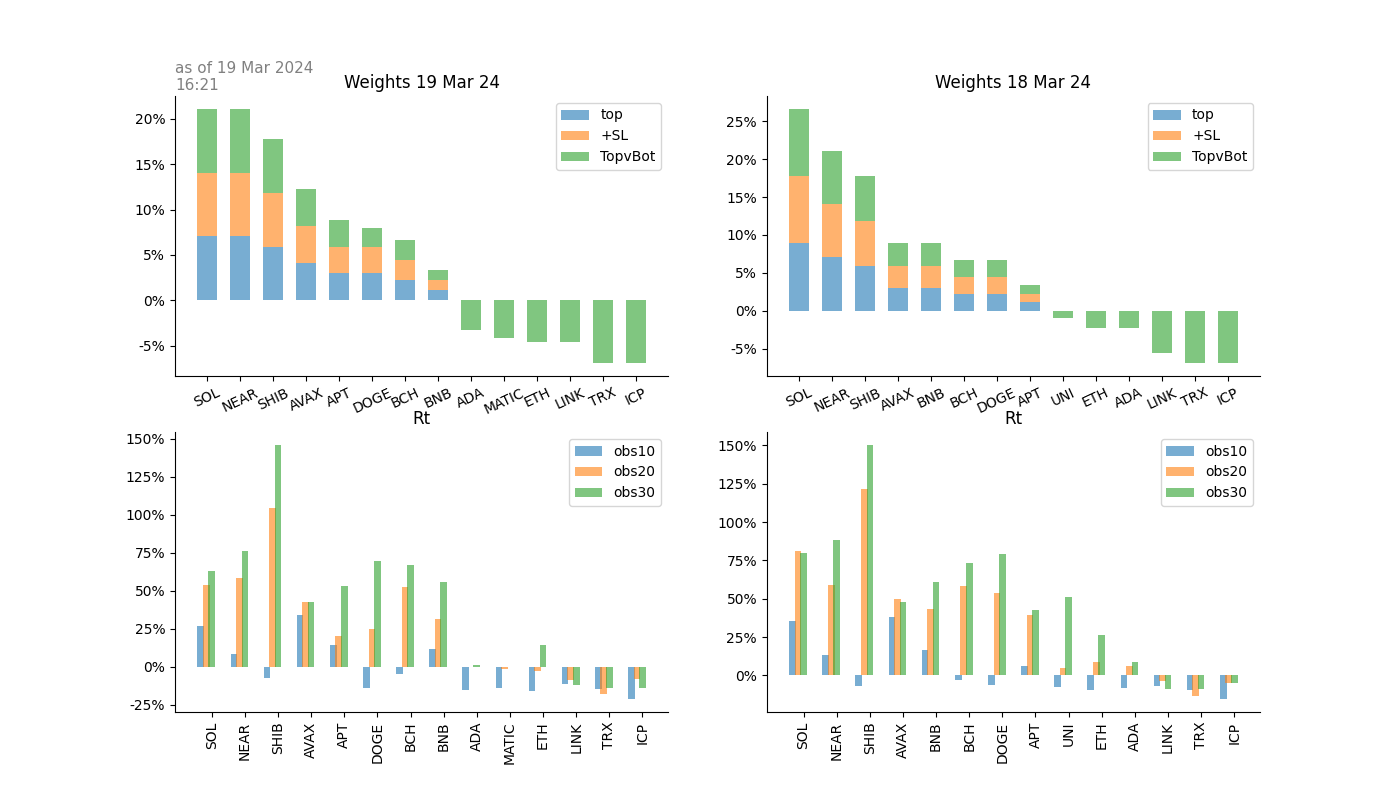 as of 19 Mar 2024
16:21
Weights 19 Mar 24
20%
15%
10%
5%
0%
-5%
top
+SL
TopvBot
SOL NEAR SHIB AVAX APT DOGE BCH BNB ADA MATIC ETH LINK TRX ICP
Weights 18 Mar 24
25%
20%
15%
10%
5%
0%
-5%
top
+SL
TopvBot
SOL NEAR SHIB AVAX BNB BCH DOGE APT UNI ETH ADA LINK TRX ICP
Rt
150%
125%
100%
75%
50%
25%
0%
-25%
obs10
obs20
obs30
SOL NEAR SHIB AVAX APT DOGE BCH BNB ADA MATIC ETH LINK TRX ICP
Rt
150%
125%
100%
75%
50%
25%
0%
obs10
obs20
obs30
SOL NEAR SHIB AVAX BNB BCH DOGE APT UNI ETH ADA LINK TRX ICP